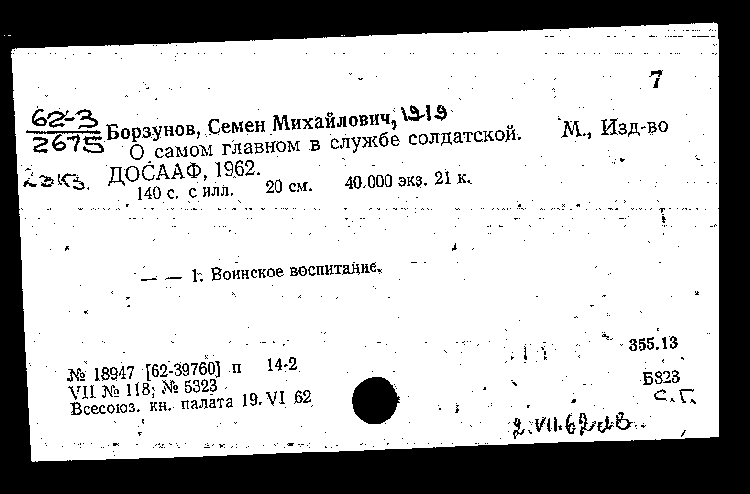 7
62-3
2675
2 экз.
Борзунов, Семен Михайлович, 1919
О самом главном в службе солдатской. М., Изд-во
ДОСААФ, 1962.
140 с. с илл. 20 см. 40.000 экз. 21 к.
— — 1. Воинское воспитание.
355.13
№ 18947 [62-39760] п 14-2
Б823
VII № 118; № 5323
С.Г.
Всесоюз. кн. палата 19.VI 62
2.VII.62